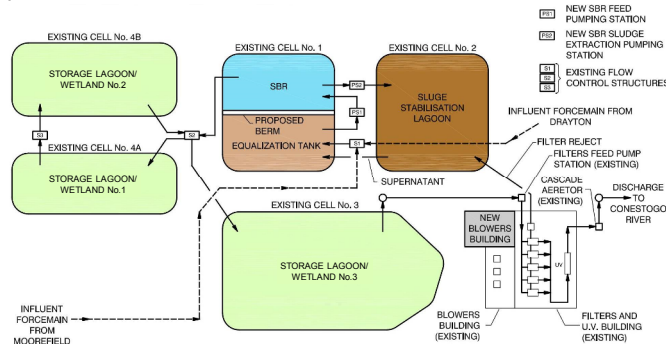 PS1
NEW SBR FEED
PUMPING STATION
PS2
NEW SBR SLUDGE
EXTRACTION PUMPING
STATION
S1
S2
S3
EXISTING FLOW
CONTROL STRUCTURES
EXISTING CELL No. 4B
STORAGE LAGOON/
WETLAND No.2
S3
S2
EXISTING CELL No. 4A
STORAGE LAGOON/
WETLAND No.1
EXISTING CELL No. 1
SBR
PS2
PS1
PROPOSED
BERM
EQUALIZATION TANK
S1
EXISTING CELL No. 2
SLUGE
STABILISATION
LAGOON
INFLUENT FORCEMAIN FROM
DRAYTON
SUPERNATANT
FILTER REJECT
FILTERS FEED PUMP
STATION (EXISTING)
CASCADE
AERETOR
(EXISTING)
DISCHARGE
TO
CONESTOGO
RIVER
EXISTING CELL No. 3
STORAGE LAGOON/
WETLAND No.3
NEW
BLOWERS
BUILDING
UV
INFLUENT
FORCEMAIN
FROM
MOOREFIELD
BLOWERS
BUILDING
(EXISTING)
FILTERS AND
U.V. BUILDING
(EXISTING)